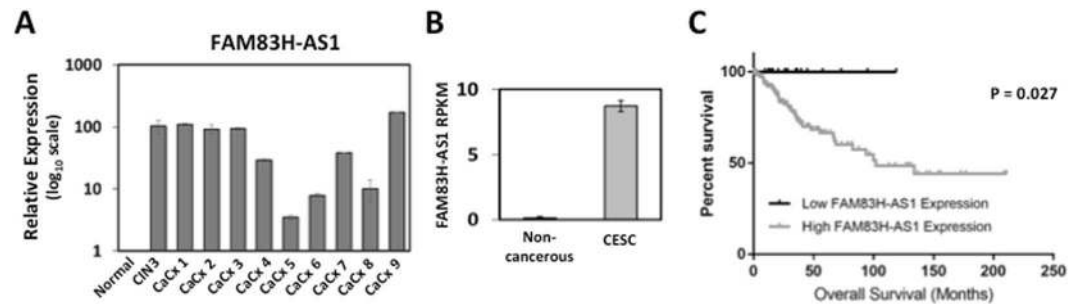 A
FAM83H-AS1
Relative Expression
(log10 scale)
1000
100
10
1
Normal
CIN3
CaCx 1
CaCx 2
CaCx 3
CaCx 4
CaCx 5
CaCx 6
CaCx 7
CaCx 8
CaCx 9
B
FAM83H-AS1 RPKM
10
5
0
Non-
cancerous
CESC
C
Percent survival
100
50
0
P = 0.027
Low FAM83H-AS1 Expression
High FAM83H-AS1 Expression
0 50 100 150 200 250
Overall Survival (Months)